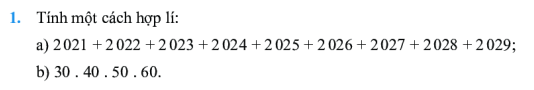 1. Tính một cách hợp lí:
a) 2 021 + 2 022 + 2 023 + 2 024 + 2 025 + 2 026 + 2 027 + 2 028 + 2 029;
b) 30 . 40 . 50 . 60.